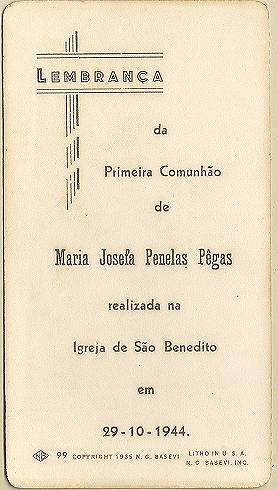 LEMBRANÇA
da
Primeira Comunhão
de
Maria Josefa Penelas Pêgas
realizada na
Igreja de São Benedito
em
29-10-1944.
NB 99 COPYRIGHT 1935 N. G. BASEVI LITHO IN U. S. A.
N. G. BASEVI, INC.